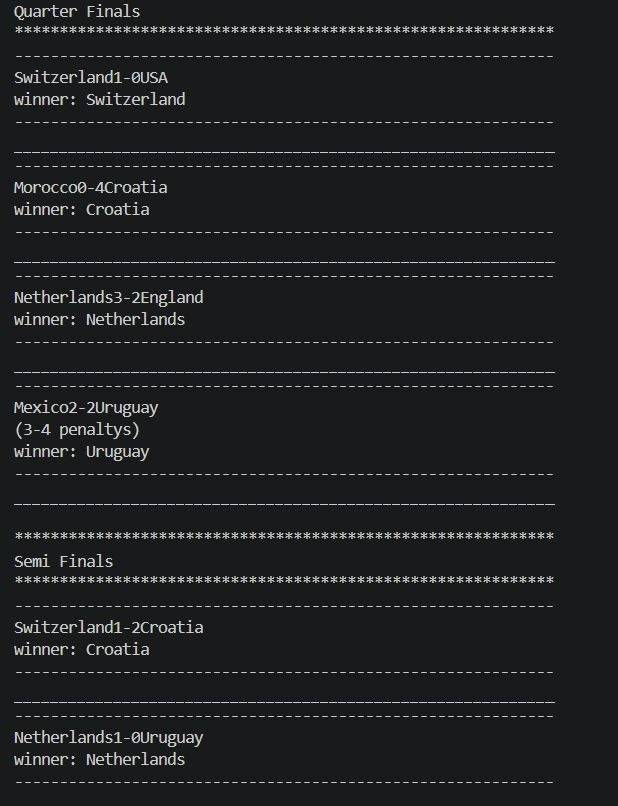 Quarter Finals
************************************************************
------------------------------------------------------------
Switzerland1-0USA
winner: Switzerland
------------------------------------------------------------
____________________________________________________________
------------------------------------------------------------
Morocco0-4Croatia
winner: Croatia
------------------------------------------------------------
____________________________________________________________
------------------------------------------------------------
Netherlands3-2England
winner: Netherlands
------------------------------------------------------------
____________________________________________________________
------------------------------------------------------------
Mexico2-2Uruguay
(3-4 penaltys)
winner: Uruguay
------------------------------------------------------------
____________________________________________________________
************************************************************
Semi Finals
************************************************************
------------------------------------------------------------
Switzerland1-2Croatia
winner: Croatia
------------------------------------------------------------
____________________________________________________________
------------------------------------------------------------
Netherlands1-0Uruguay
winner: Netherlands
------------------------------------------------------------